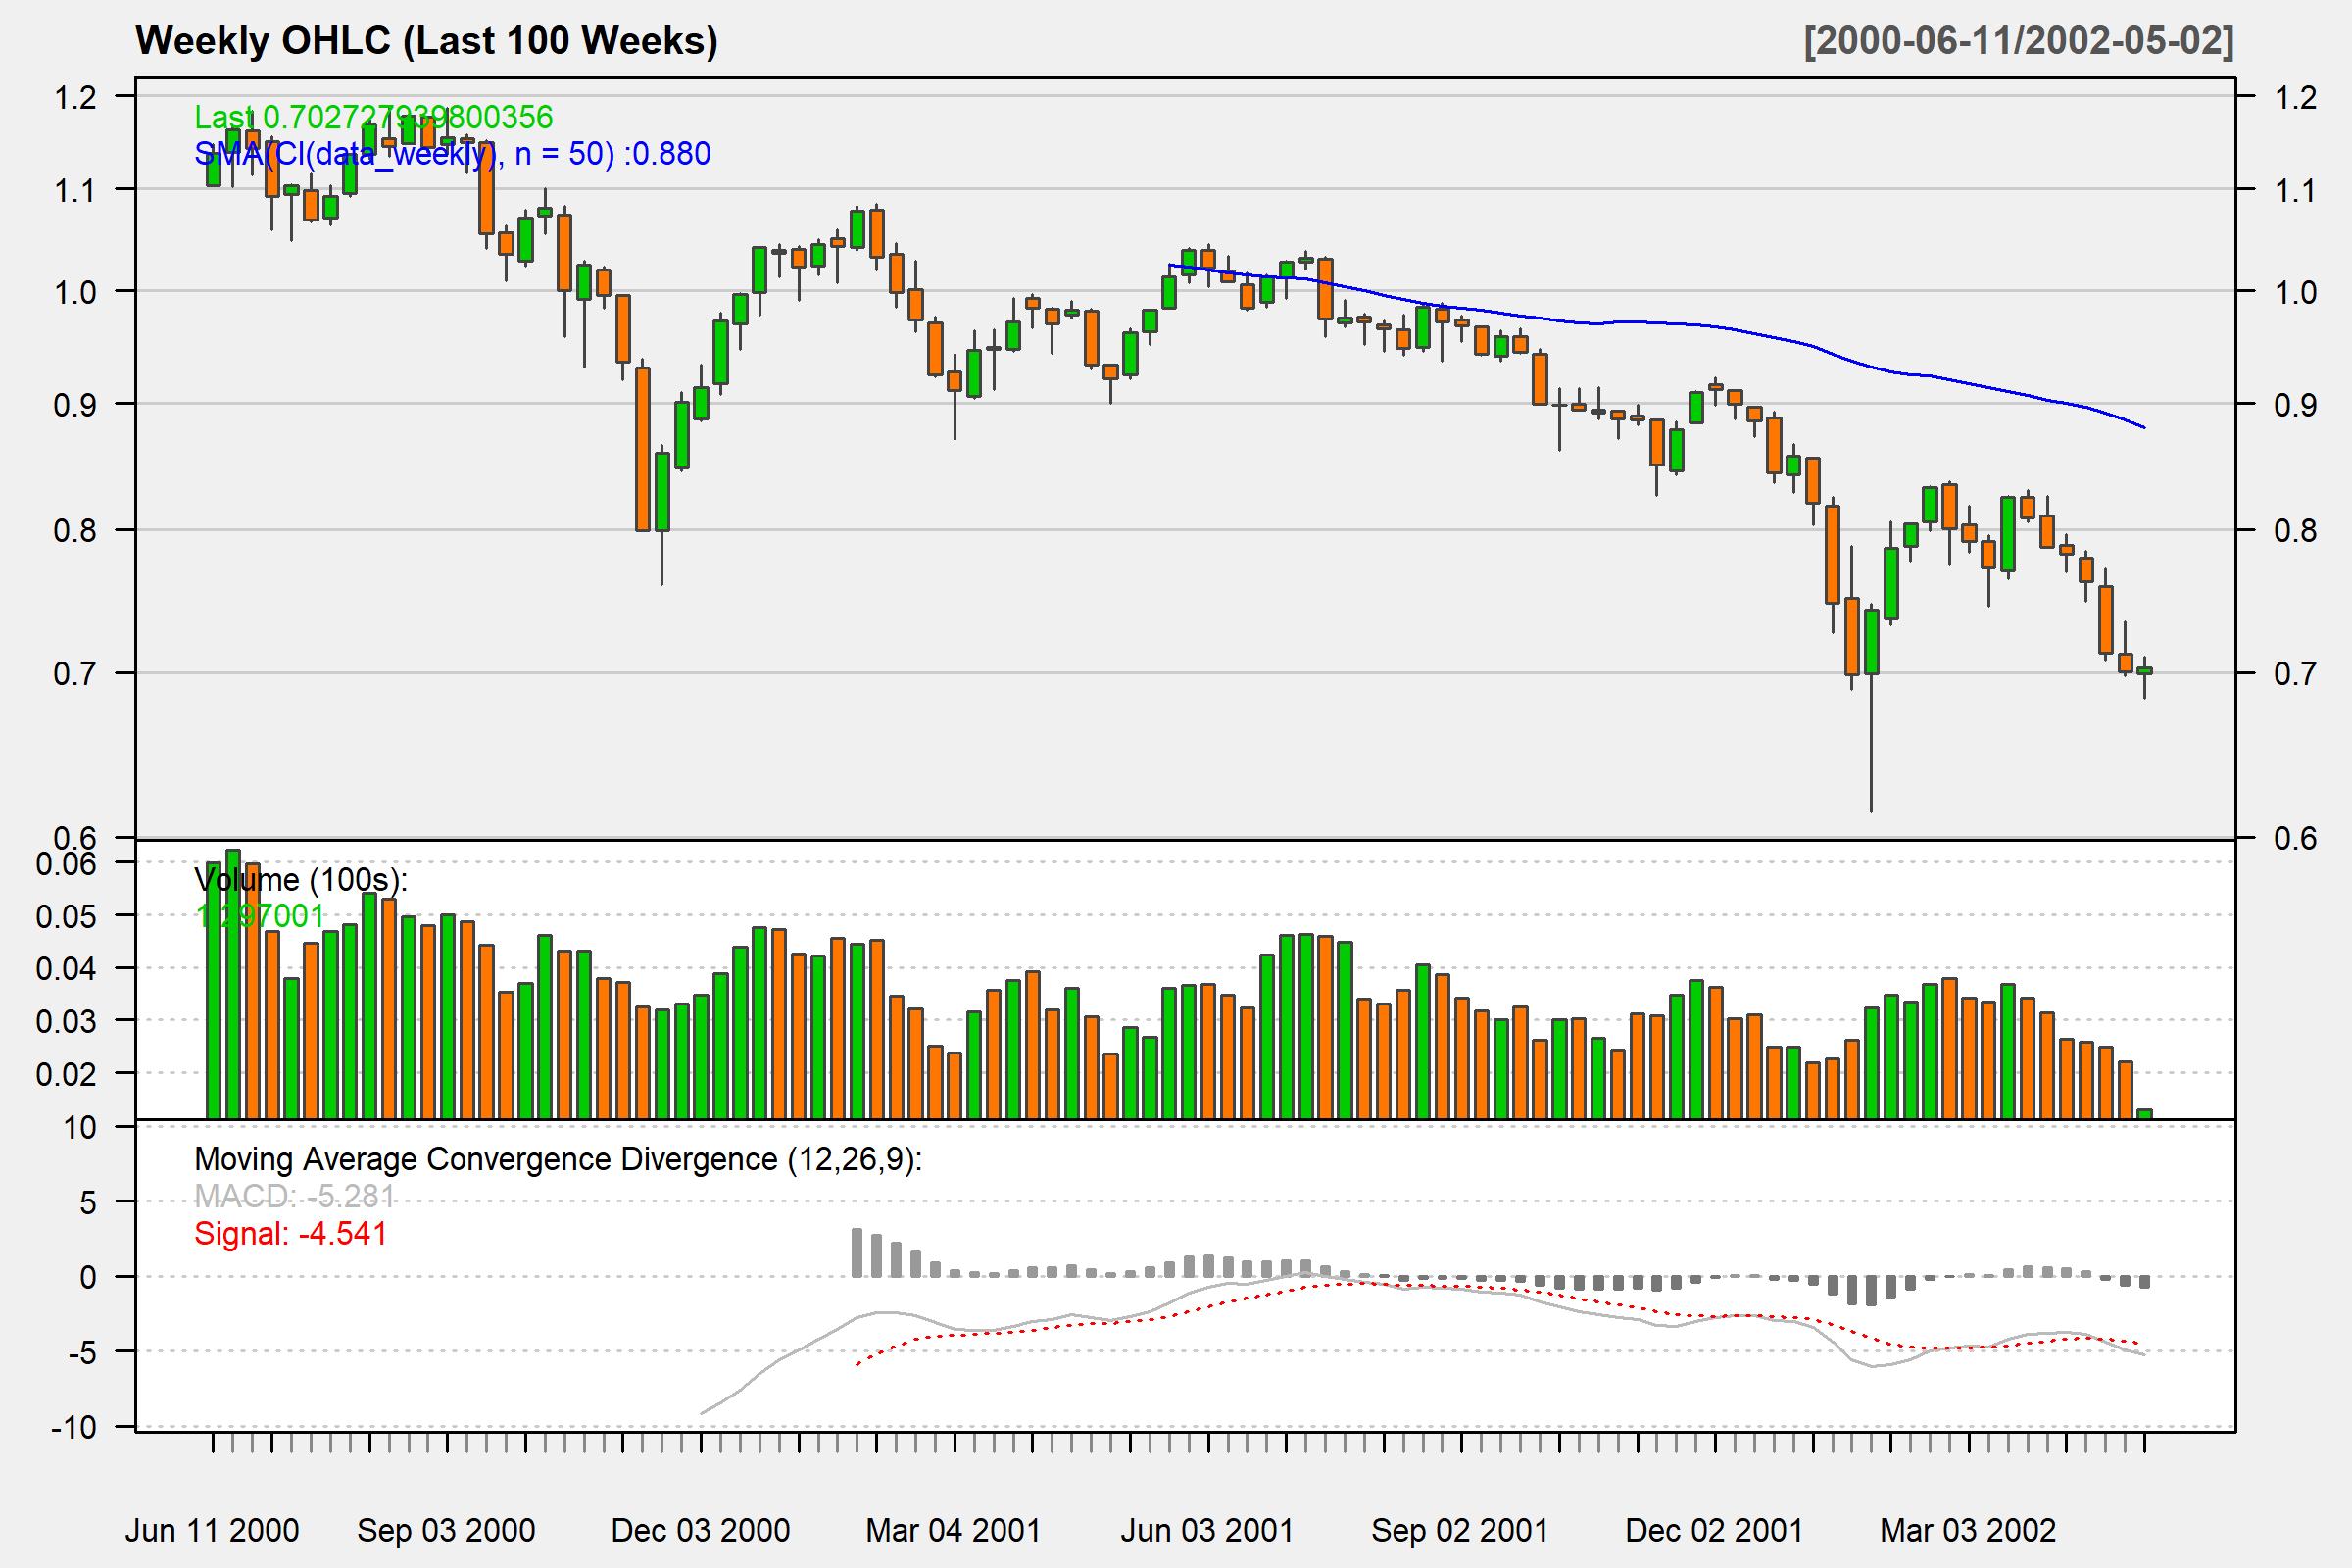 Weekly OHLC (Last 100 Weeks) [2000-06-11/2002-05-02]
Last 0.702727939800356
SMA(Cl(data_weekly), n = 50) :0.880
1.2 1.2
1.1 1.1
1.0 1.0
0.9 0.9
0.8 0.8
0.7 0.7
0.6 0.6
Volume (100s):
1.297001
0.06
0.05
0.04
0.03
0.02
Moving Average Convergence Divergence (12,26,9):
MACD: -5.281
Signal: -4.541
10
5
0
-5
-10
Jun 11 2000 Sep 03 2000 Dec 03 2000 Mar 04 2001 Jun 03 2001 Sep 02 2001 Dec 02 2001 Mar 03 2002